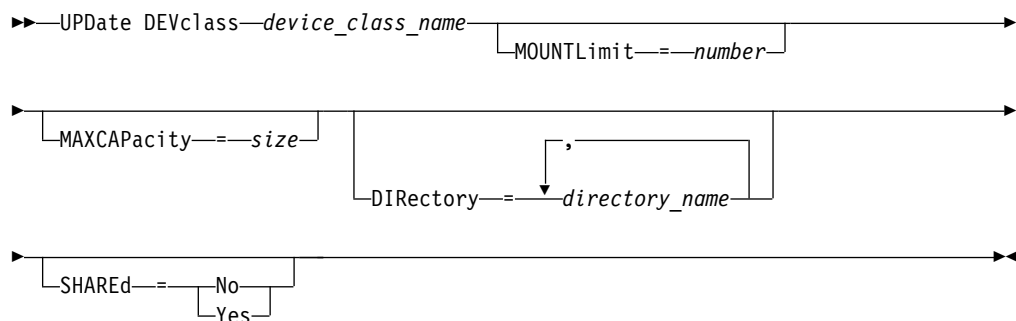 UPDate DEVclass device_class_name
MOUNTLimit = number
MAXCAPacity = size
,
DIRectory = directory_name
SHAREd = No
Yes